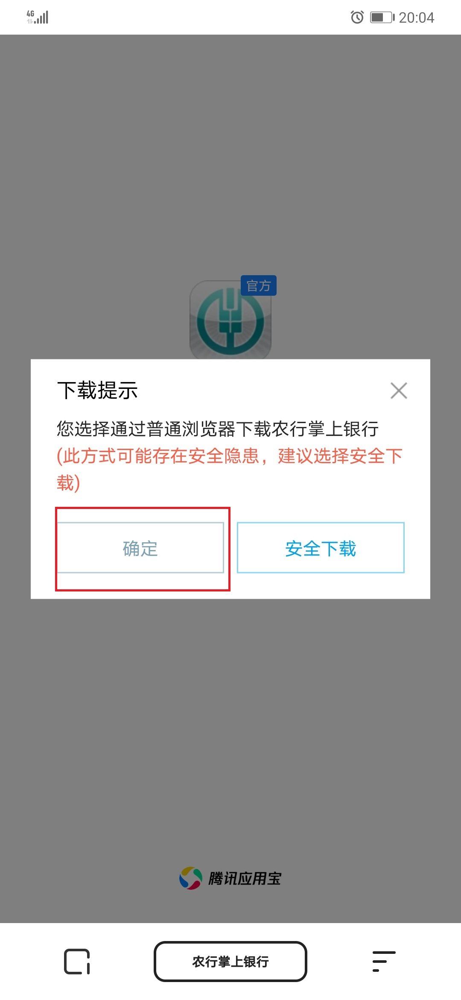 4G
20:04
官方
下载提示
您选择通过普通浏览器下载农行掌上银行
(此方式可能存在安全隐患，建议选择安全下
载)
确定
安全下载
腾讯应用宝
农行掌上银行